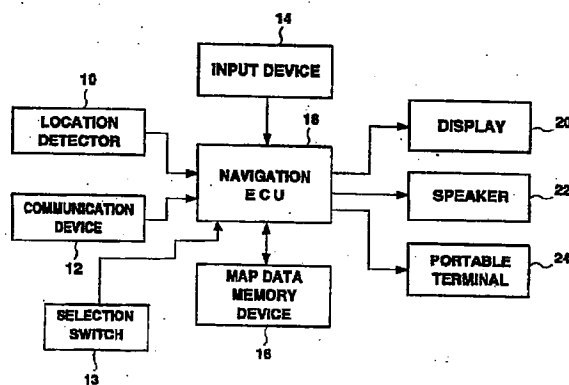 14
INPUT DEVICE
10
LOCATION
DETECTOR
18
NAVIGATION
ECU
DISPLAY
20
SPEAKER
22
COMMUNICATION
DEVICE
12
PORTABLE
TERMINAL
24
MAP DATA
MEMORY
DEVICE
16
SELECTION
SWITCH
13